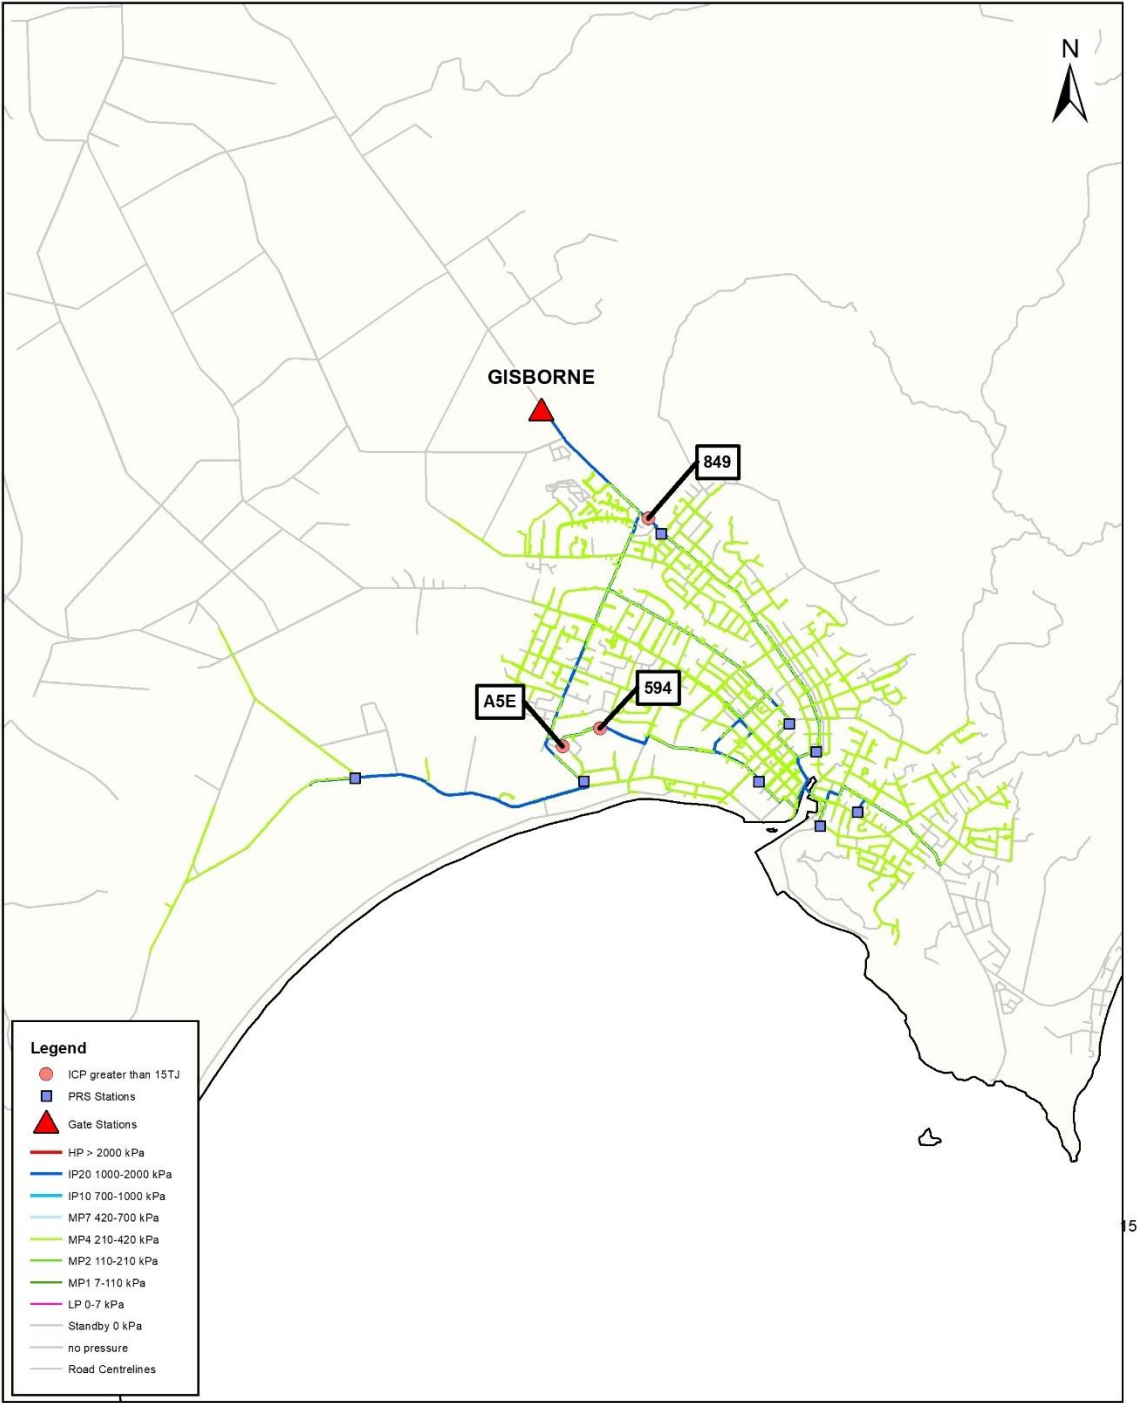 N
GISBORNE
849
A5E
594
Legend
ICP greater than 15TJ
PRS Stations
Gate Stations
HP > 2000 kPa
IP20 1000-2000 kPa
IP10 700-1000 kPa
MP7 420-700 kPa
MP4 210-420 kPa
MP2 110-210 kPa
MP1 7-110 kPa
LP 0-7 kPa
Standby 0 kPa
no pressure
Road Centrelines
15